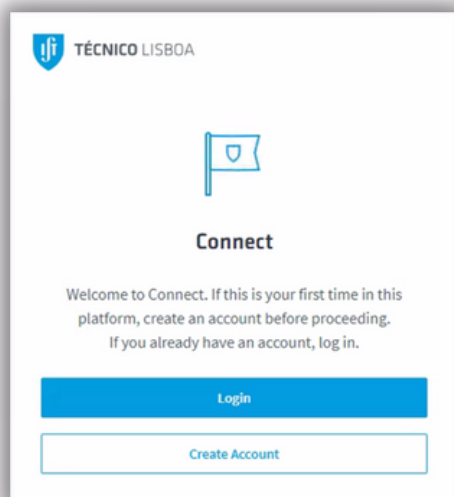 TÉCNICO LISBOA
Connect
Welcome to Connect. If this is your first time in this
platform, create an account before proceeding.
If you already have an account, log in.
Login
Create Account